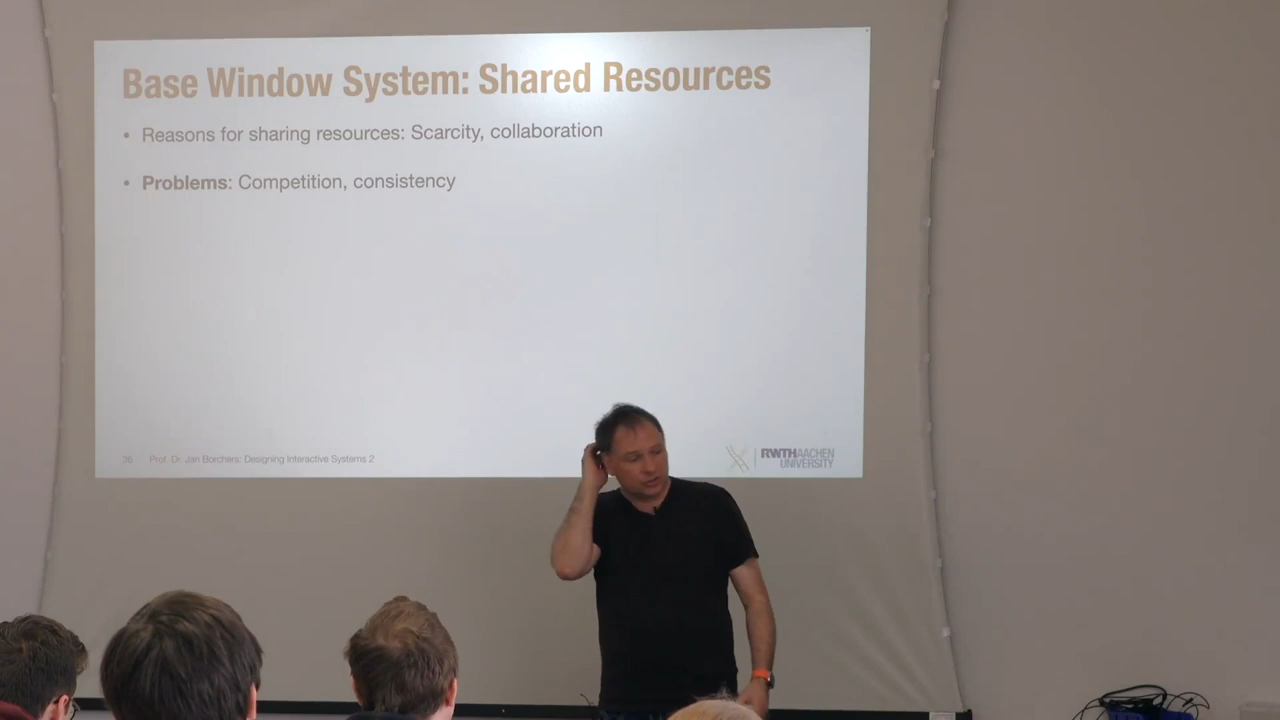 Base Window System: Shared Resources
• Reasons for sharing resources: Scarcity, collaboration
• Problems: Competition, consistency
36 Prof. Dr. Jan Borchers: Designing Interactive Systems 2
RWTHAACHEN
UNIVERSITY